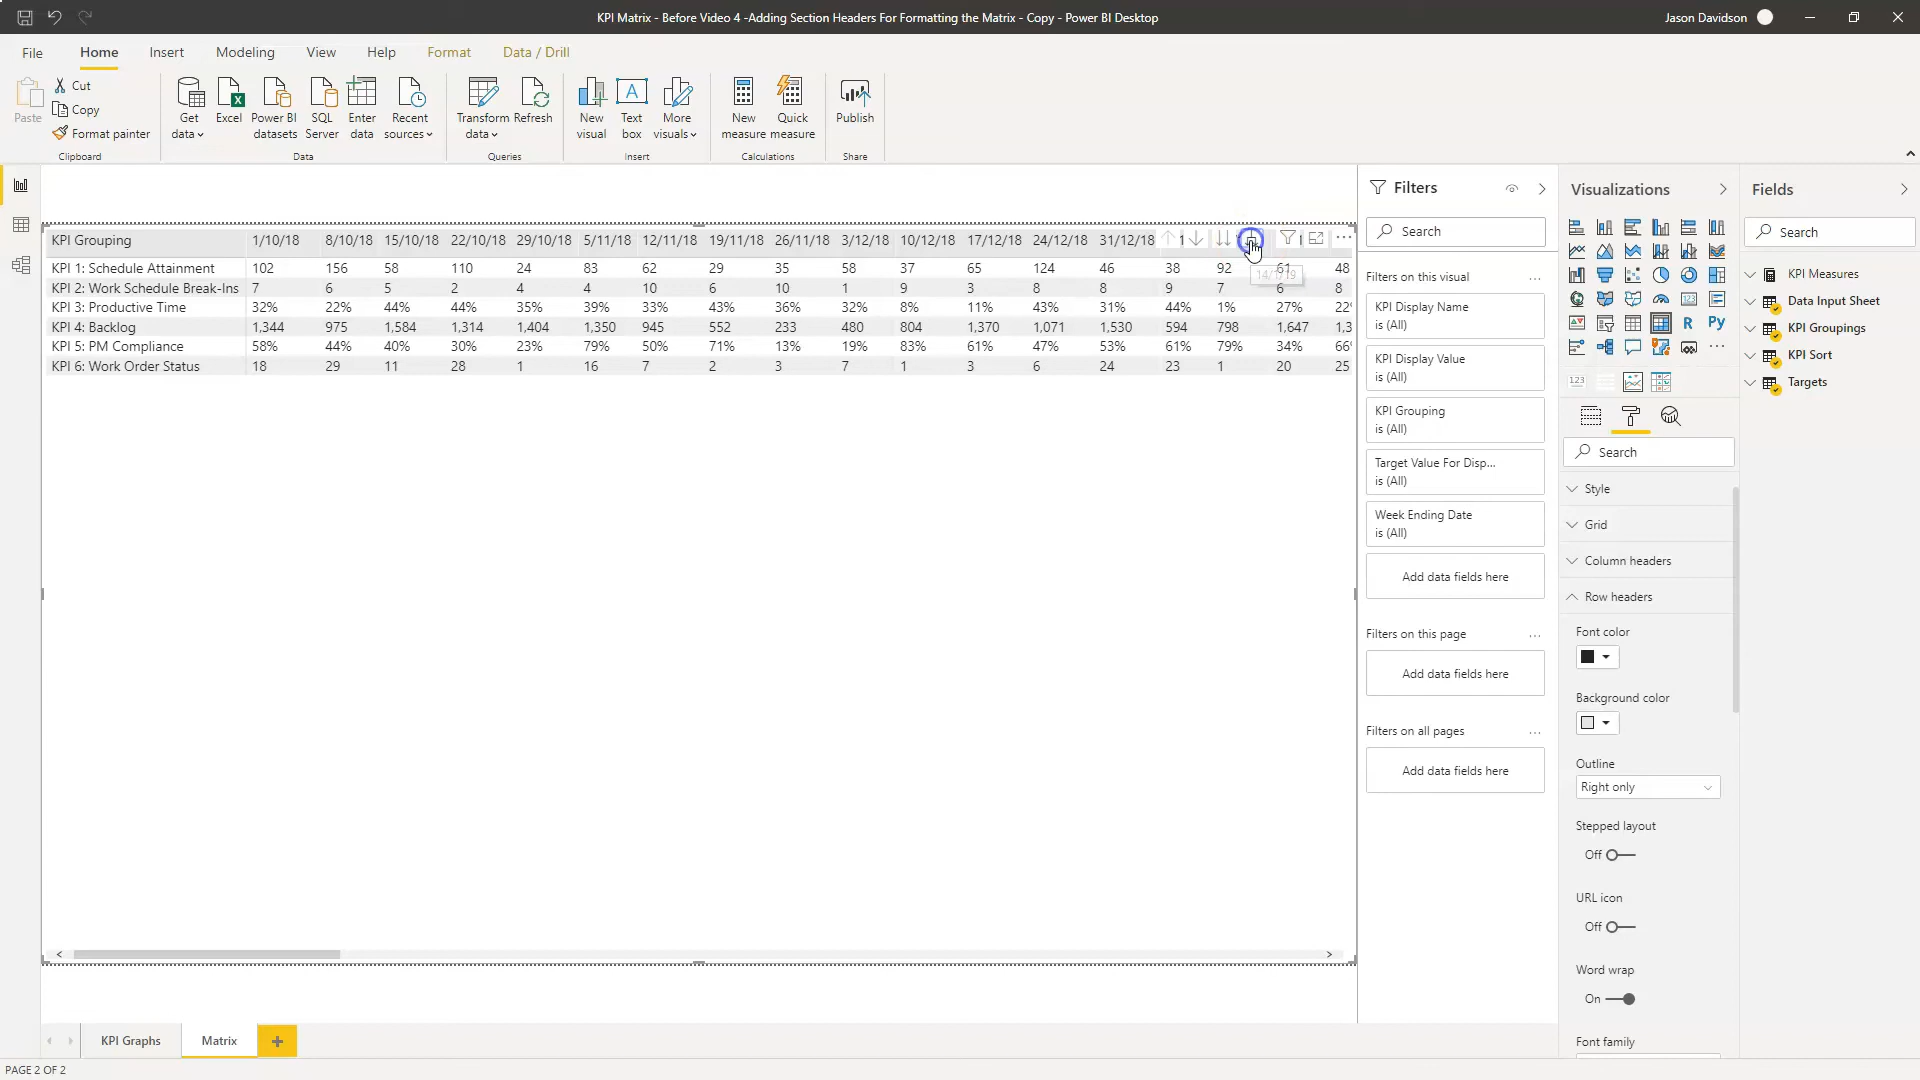 KPI Matrix - Before Video 4 -Adding Section Headers For Formatting the Matrix - Copy - Power BI Desktop
Jason Davidson
File Home Insert Modeling View Help Format Data / Drill
Paste
Cut
Copy
Format painter
Clipboard
Get data
Excel
Power BI datasets
SQL Server
Enter data
Recent sources
Data
Transform data
Refresh
Queries
New visual
Text box
More visuals
Insert
New measure
Quick measure
Calculations
Publish
Share
KPI Grouping 1/10/18 8/10/18 15/10/18 22/10/18 29/10/18 5/11/18 12/11/18 19/11/18 26/11/18 3/12/18 10/12/18 17/12/18 24/12/18 31/12/18
14/1/19
KPI 1: Schedule Attainment 102 156 58 110 24 83 62 29 35 58 37 65 124 46 38 92 61 48
KPI 2: Work Schedule Break-Ins 7 6 5 2 4 4 10 6 10 1 9 3 8 8 9 7 6 8
KPI 3: Productive Time 32% 22% 44% 44% 35% 39% 33% 43% 36% 32% 8% 11% 43% 31% 44% 1% 27% 22%
KPI 4: Backlog 1,344 975 1,584 1,314 1,404 1,350 945 552 233 480 804 1,370 1,071 1,530 594 798 1,647 1,3
KPI 5: PM Compliance 58% 44% 40% 30% 23% 79% 50% 71% 13% 19% 83% 61% 47% 53% 61% 79% 34% 66%
KPI 6: Work Order Status 18 29 11 28 1 16 7 2 3 7 1 3 6 24 23 1 20 25
Filters
Search
Filters on this visual
KPI Display Name
is (All)
KPI Display Value
is (All)
KPI Grouping
is (All)
Target Value For Disp...
is (All)
Week Ending Date
is (All)
Add data fields here
Filters on this page
Add data fields here
Filters on all pages
Add data fields here
Visualizations
R Py
123
Search
Style
Grid
Column headers
Row headers
Font color
Background color
Outline
Right only
Stepped layout
Off
URL icon
Off
Word wrap
On
Font family
Fields
Search
KPI Measures
Data Input Sheet
KPI Groupings
KPI Sort
Targets
KPI Graphs Matrix
PAGE 2 OF 2